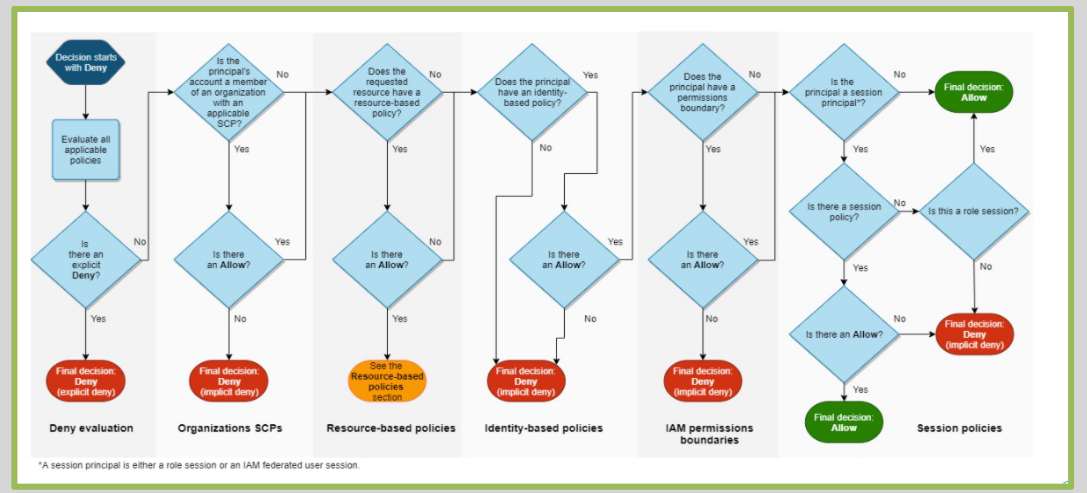 Decision starts
with Deny
Evaluate all
applicable
policies
Is
there an
explicit
Deny?
No
Yes
Final decision:
Deny
(explicit deny)
Deny evaluation
Is the
principal's
account a member
of an organization
with an
applicable
SCP?
No
Yes
Is there
an Allow?
Yes
No
Final decision:
Deny
(implicit deny)
Organizations SCPs
Does the
requested
resource have a
resource-based
policy?
No
Yes
Is there
an Allow?
No
Yes
See the
Resource-based
policies
section
Resource-based policies
Does the principal
have an identity-
based policy?
Yes
No
Is there
an Allow?
Yes
No
Final decision:
Deny
(implicit deny)
Identity-based policies
Does the
principal have a
permissions
boundary?
No
Yes
Is there
an Allow?
Yes
No
Final decision:
Deny
(implicit deny)
IAM permissions
boundaries
Is the
principal a session
principal*?
No
Final decision:
Allow
Yes
Is there a session
policy?
No
Is this a role session?
Yes
Yes
No
Is there an Allow?
No
Final decision:
Deny
(implicit deny)
Yes
Final decision:
Allow
Session policies
*A session principal is either a role session or an IAM federated user session.